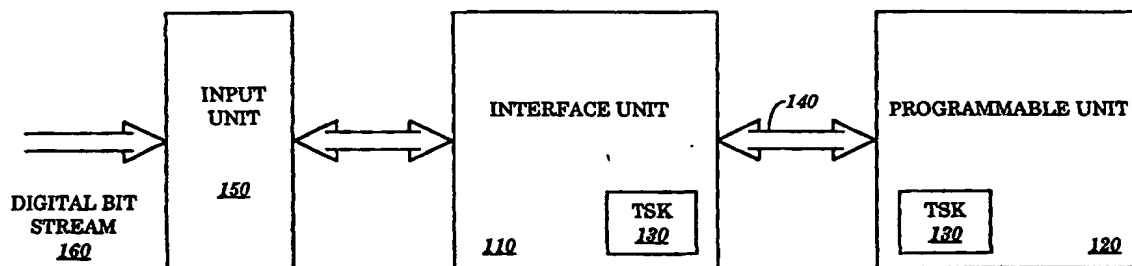 INPUT
UNIT
150
DIGITAL BIT
STREAM
160
INTERFACE UNIT
TSK
130
110
140
PROGRAMMABLE UNIT
TSK
130
120